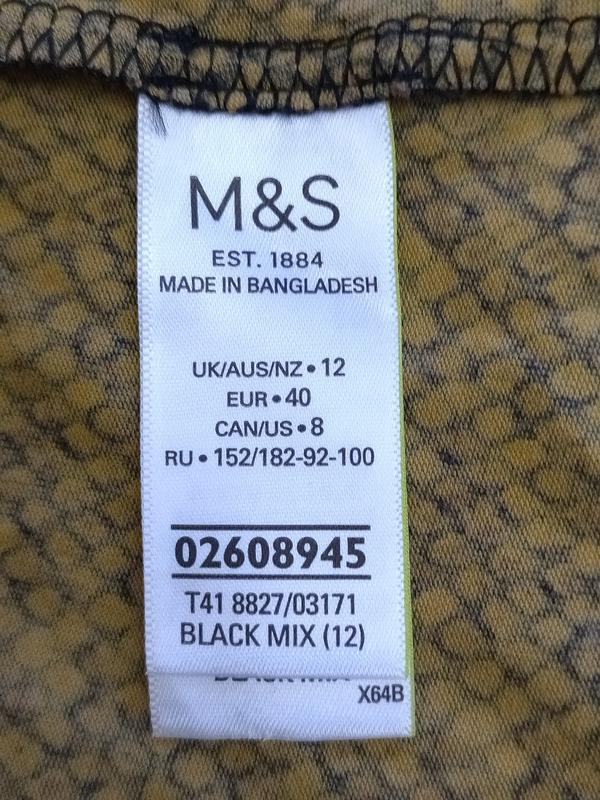 M&S
EST. 1884
MADE IN BANGLADESH
UK/AUS/NZ • 12
EUR • 40
CAN/US • 8
RU • 152/182-92-100
02608945
T41 8827/03171
BLACK MIX (12)
X64B